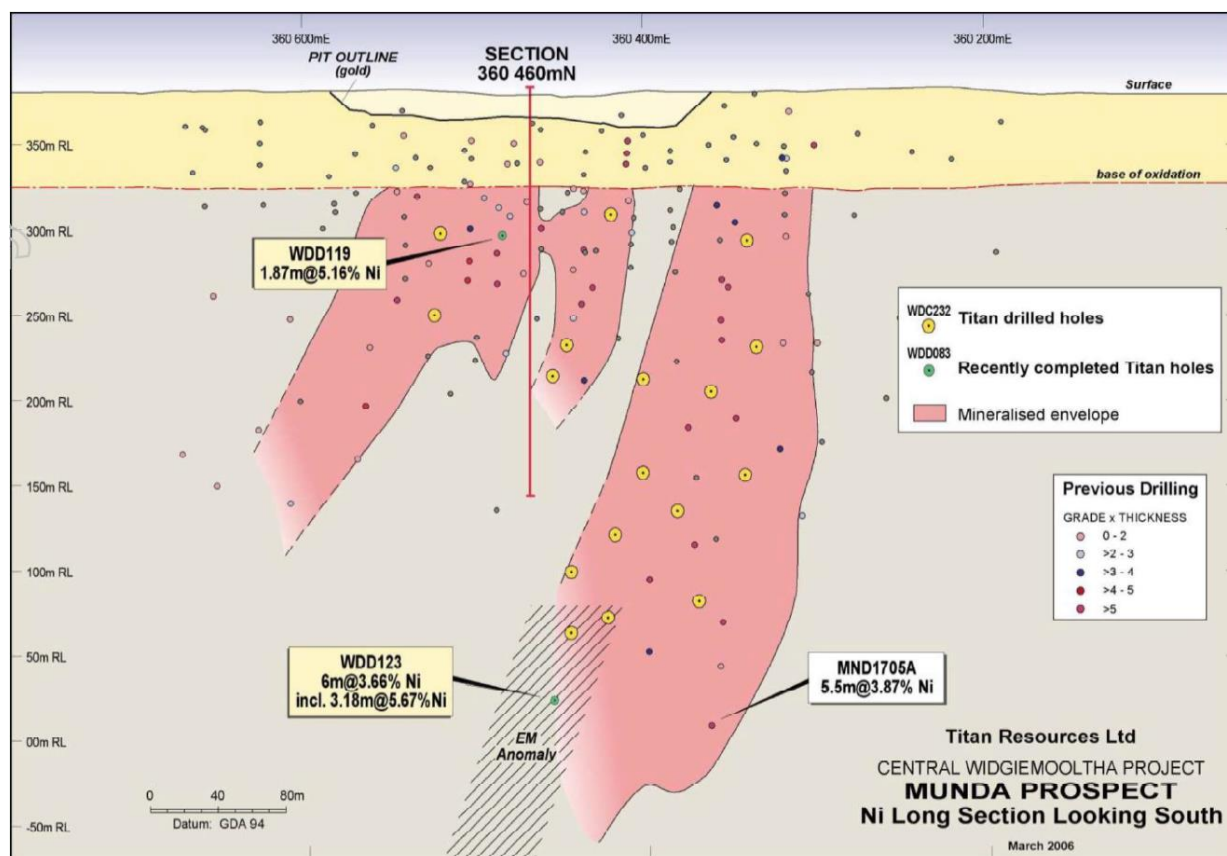 360 600mE
360 400mE
360 200mE
PIT OUTLINE
(gold)
SECTION
360 460mN
Surface
350m RL
base of oxidation
300m RL
WDD119
1.87m@5.16% Ni
250m RL
WDC232
Titan drilled holes
WDD083
Recently completed Titan holes
Mineralised envelope
200m RL
150m RL
Previous Drilling
GRADE x THICKNESS
0 - 2
>2 - 3
>3 - 4
>4 - 5
>5
100m RL
50m RL
WDD123
6m@3.66% Ni
incl. 3.18m@5.67%Ni
MND1705A
5.5m@3.87% Ni
00m RL
EM
Anomaly
Titan Resources Ltd
CENTRAL WIDGIEMOOLTHA PROJECT
MUNDA PROSPECT
Ni Long Section Looking South
March 2006
0 40 80m
Datum: GDA 94
-50m RL